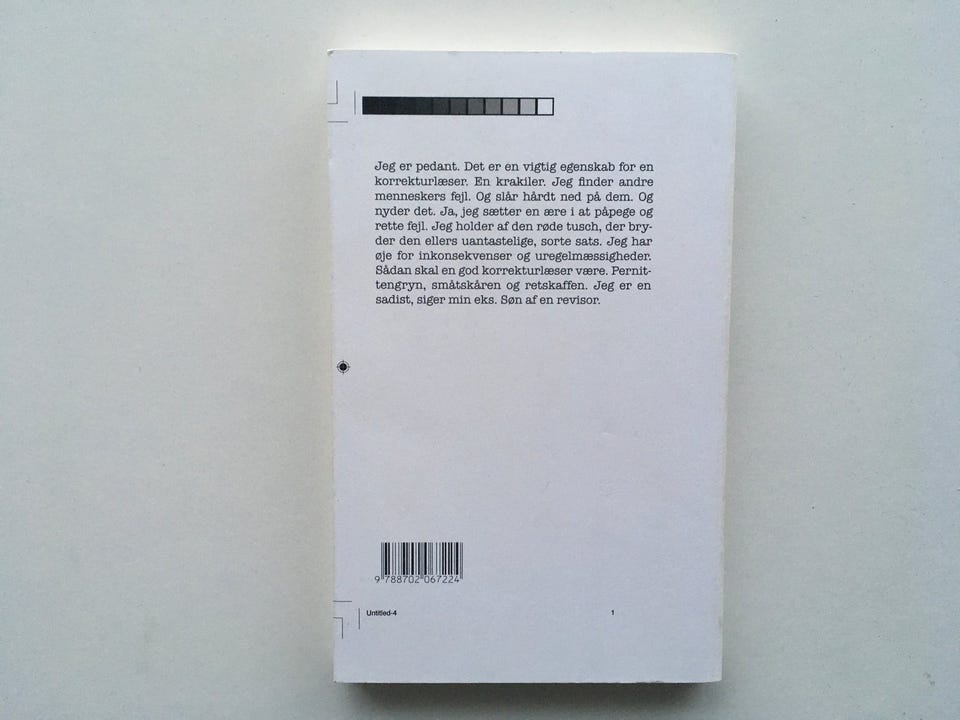 Jeg er pedant. Det er en vigtig egenskab for en
korrekturlæser. En krakiler. Jeg finder andre
menneskers fejl. Og slår hårdt ned på dem. Og
nyder det. Ja, jeg sætter en ære i at påpege og
rette fejl. Jeg holder af den røde tusch, der bry-
der den ellers uantastelige, sorte sats. Jeg har
øje for inkonsekvenser og uregelmæssigheder.
Sådan skal en god korrekturlæser være. Pernit-
tengryn, småtskåren og retskaffen. Jeg er en
sadist, siger min eks. Søn af en revisor.
9 788702 067224
Untitled-4 1